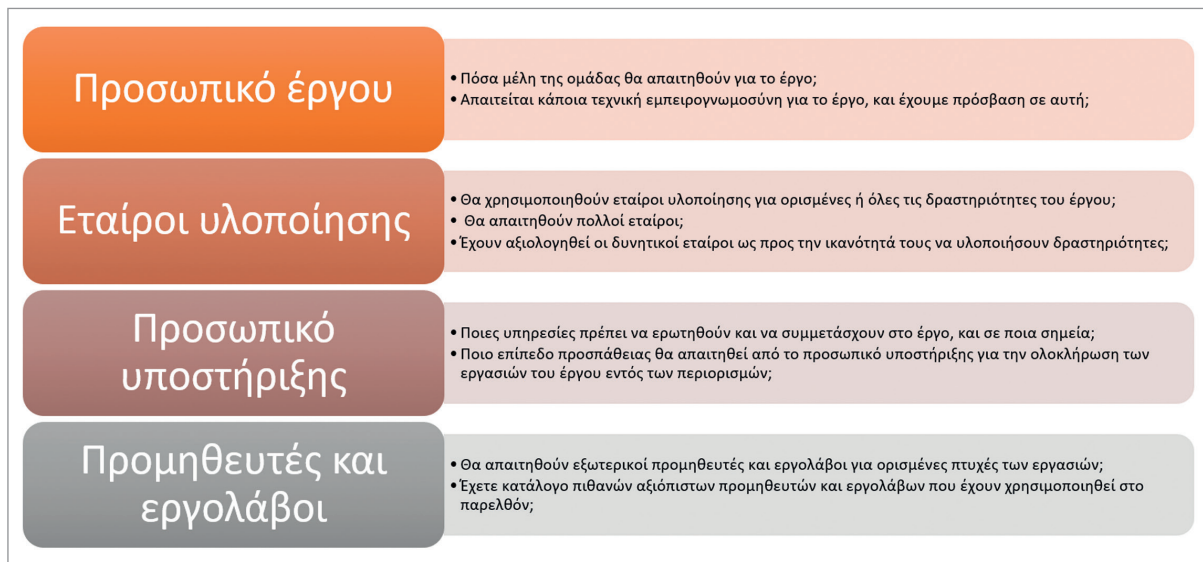 Προσωπικό έργου
• Πόσα μέλη της ομάδας θα απαιτηθούν για το έργο;
• Απαιτείται κάποια τεχνική εμπειρογνωμοσύνη για το έργο, και έχουμε πρόσβαση σε αυτή;
Εταίροι υλοποίησης
• Θα χρησιμοποιηθούν εταίροι υλοποίησης για ορισμένες ή όλες τις δραστηριότητες του έργου;
• Θα απαιτηθούν πολλοί εταίροι;
• Έχουν αξιολογηθεί οι δυνητικοί εταίροι ως προς την ικανότητά τους να υλοποιήσουν δραστηριότητες;
Προσωπικό
υποστήριξης
• Ποιες υπηρεσίες πρέπει να ερωτηθούν και να συμμετάσχουν στο έργο, και σε ποια σημεία;
• Ποιο επίπεδο προσπάθειας θα απαιτηθεί από το προσωπικό υποστήριξης για την ολοκλήρωση των
εργασιών του έργου εντός των περιορισμών;
Προμηθευτές και
εργολάβοι
• Θα απαιτηθούν εξωτερικοί προμηθευτές και εργολάβοι για ορισμένες πτυχές των εργασιών;
• Έχετε κατάλογο πιθανών αξιόπιστων προμηθευτών και εργολάβων που έχουν χρησιμοποιηθεί στο
παρελθόν;